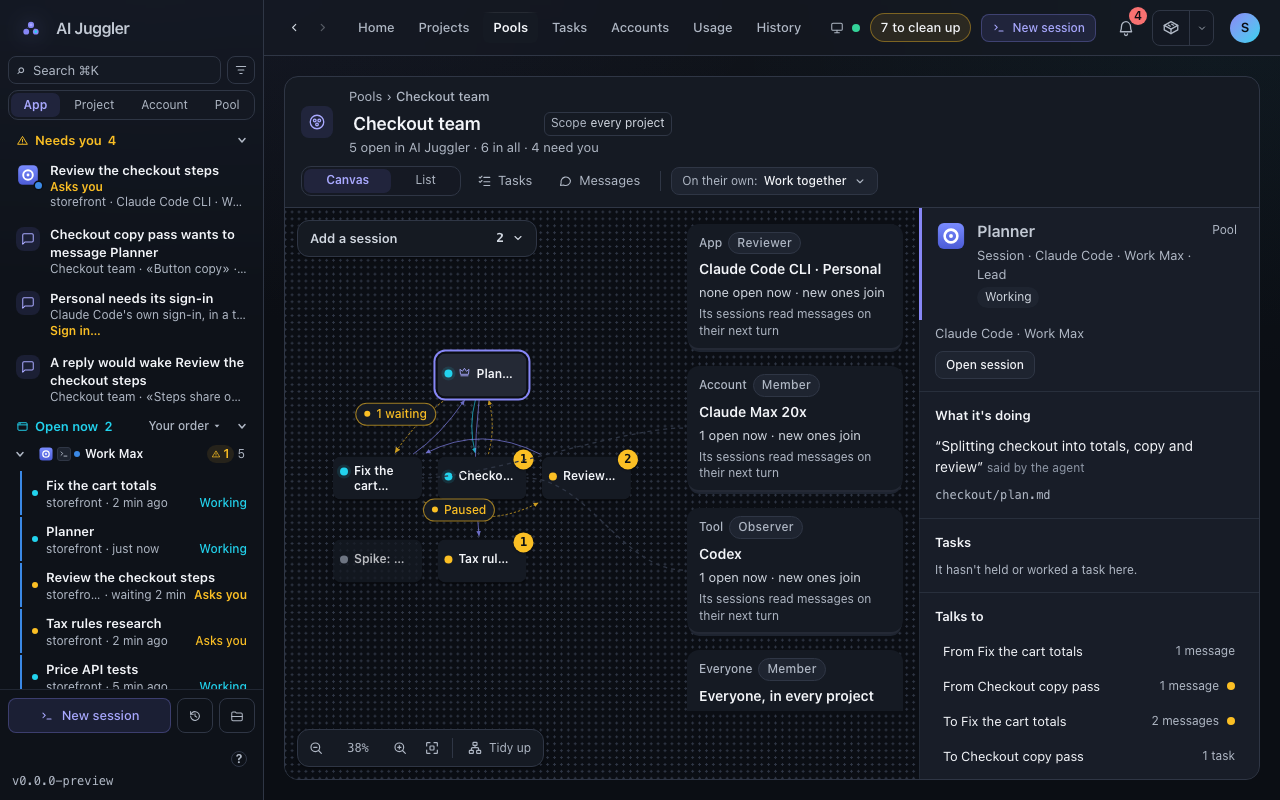 AI Juggler
Search ⌘K
App Project Account Pool
Needs you 4
Review the checkout steps
Asks you
storefront · Claude Code CLI · W…
Checkout copy pass wants to
message Planner
Checkout team · «Button copy» ·…
Personal needs its sign-in
Claude Code's own sign-in, in a t…
Sign in…
A reply would wake Review the
checkout steps
Checkout team · «Steps share o…
Open now 2 Your order
Work Max 1 5
Fix the cart totals
storefront · 2 min ago Working
Planner
storefront · just now Working
Review the checkout steps
storefro… · waiting 2 min Asks you
Tax rules research
storefront · 2 min ago Asks you
Price API tests
storefront · 5 min ago Working
New session
?
v0.0.0-preview
Home Projects Pools Tasks Accounts Usage History
7 to clean up
New session
4
S
Pools › Checkout team
Checkout team
Scope every project
5 open in AI Juggler · 6 in all · 4 need you
Canvas List Tasks Messages
On their own: Work together
Add a session 2
Plan…
1 waiting
Fix the
cart…
Checko…
1
Review…
2
Paused
Spike: …
Tax rul…
1
38%
Tidy up
App Reviewer
Claude Code CLI · Personal
none open now · new ones join
Its sessions read messages on
their next turn
Account Member
Claude Max 20x
1 open now · new ones join
Its sessions read messages on
their next turn
Tool Observer
Codex
1 open now · new ones join
Its sessions read messages on
their next turn
Everyone Member
Everyone, in every project
Planner Pool
Session · Claude Code · Work Max ·
Lead
Working
Claude Code · Work Max
Open session
What it's doing
“Splitting checkout into totals, copy and
review” said by the agent
checkout/plan.md
Tasks
It hasn't held or worked a task here.
Talks to
From Fix the cart totals 1 message
From Checkout copy pass 1 message
To Fix the cart totals 2 messages
To Checkout copy pass 1 task